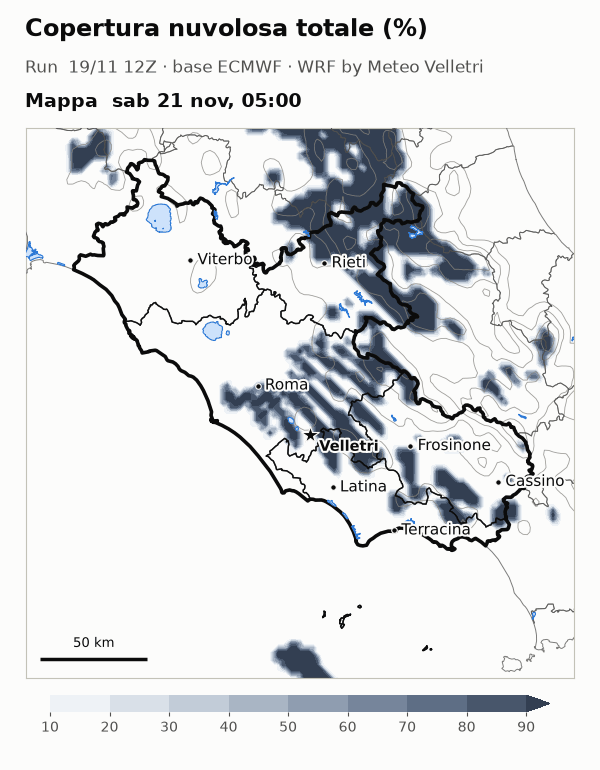 Copertura nuvolosa totale (%)
Run  19/11 12Z · base ECMWF · WRF by Meteo Velletri
Mappa  sab 21 nov, 05:00
Viterbo
Rieti
Roma
Velletri
Frosinone
Cassino
Latina
Terracina
50 km
10 20 30 40 50 60 70 80 90